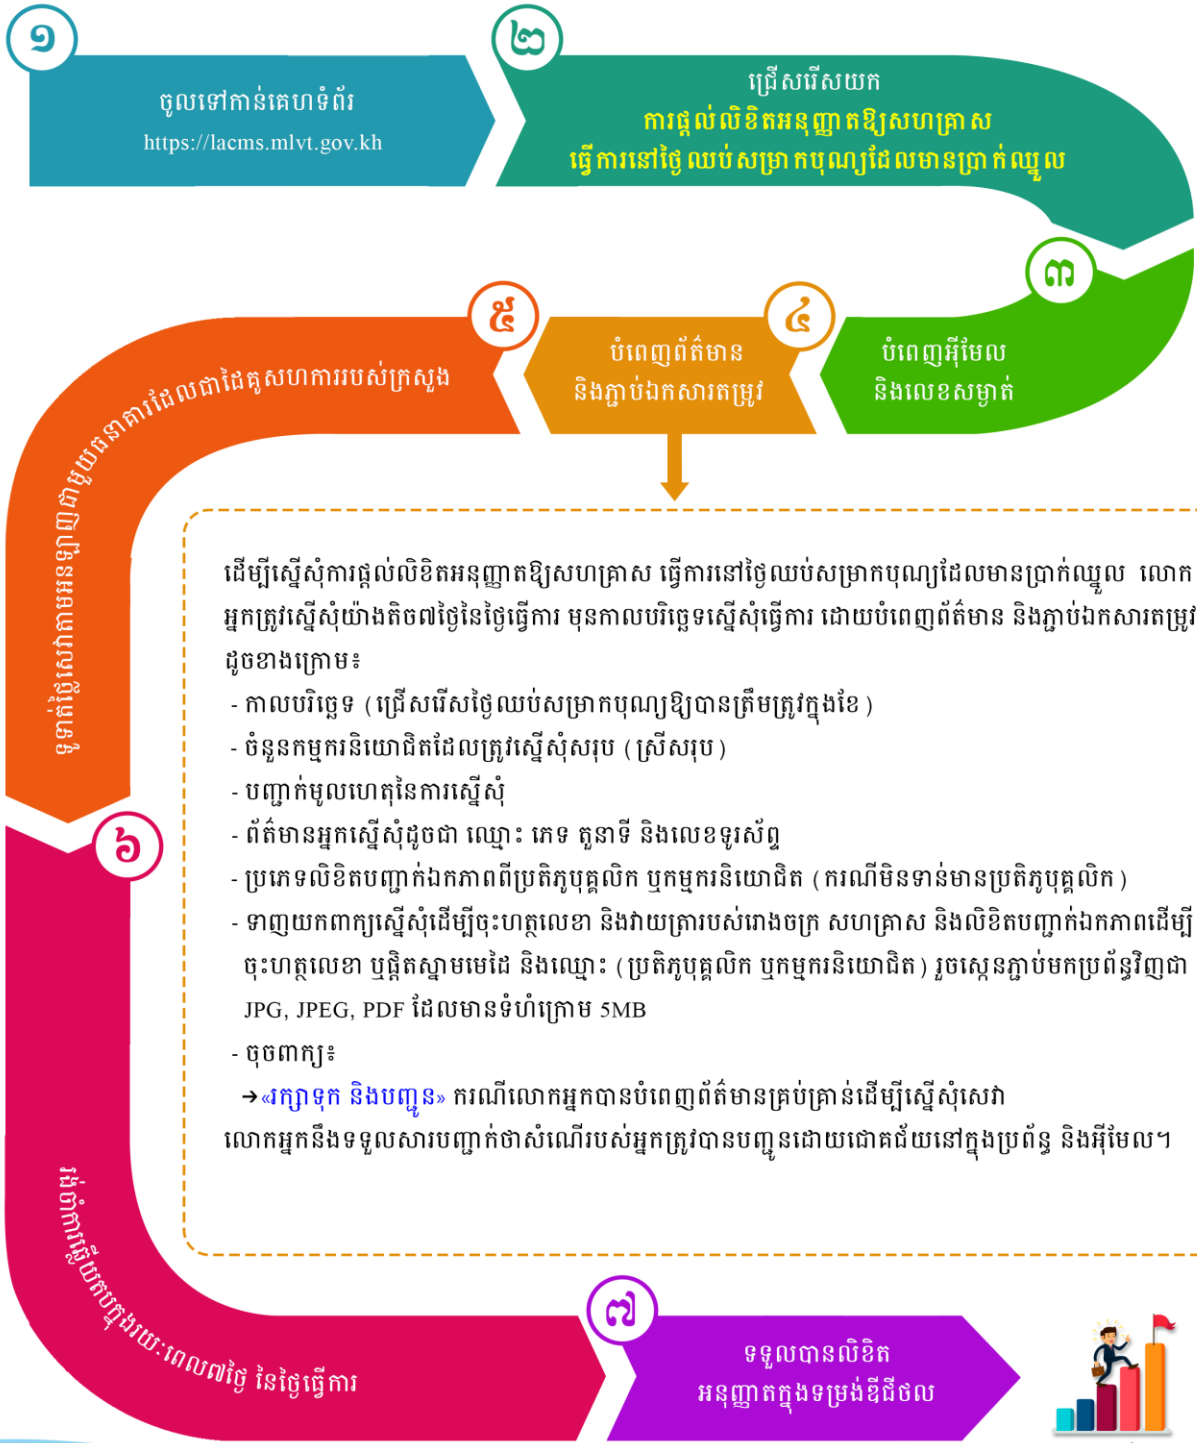 ១
ចូលទៅកាន់គេហទំព័រ
https://lacms.mlvt.gov.kh
២
ជ្រើសរើសយក
ការផ្តល់លិខិតអនុញ្ញាតឱ្យសហគ្រាស
ធ្វើការនៅថ្ងៃឈប់សម្រាកបុណ្យដែលមានប្រាក់ឈ្នួល
៣
បំពេញអ៊ីមែល
និងលេខសម្ងាត់
៤
បំពេញព័ត៌មាន
និងភ្ជាប់ឯកសារតម្រូវ
ដើម្បីស្នើសុំការផ្តល់លិខិតអនុញ្ញាតឱ្យសហគ្រាស ធ្វើការនៅថ្ងៃឈប់សម្រាកបុណ្យដែលមានប្រាក់ឈ្នួល លោក
អ្នកត្រូវស្នើសុំយ៉ាងតិច៧ថ្ងៃនៃថ្ងៃធ្វើការ មុនកាលបរិច្ឆេទស្នើសុំធ្វើការ ដោយបំពេញព័ត៌មាន និងភ្ជាប់ឯកសារតម្រូវ
ដូចខាងក្រោម៖
- កាលបរិច្ឆេទ (ជ្រើសរើសថ្ងៃឈប់សម្រាកបុណ្យឱ្យបានត្រឹមត្រូវក្នុងខែ)
- ចំនួនកម្មករនិយោជិតដែលត្រូវស្នើសុំសរុប (ស្រីសរុប)
- បញ្ជាក់មូលហេតុនៃការស្នើសុំ
- ព័ត៌មានអ្នកស្នើសុំដូចជា ឈ្មោះ ភេទ តួនាទី និងលេខទូរស័ព្ទ
- ប្រភេទលិខិតបញ្ជាក់ឯកភាពពីប្រតិភូបុគ្គលិក ឬកម្មករនិយោជិត (ករណីមិនទាន់មានប្រតិភូបុគ្គលិក)
- ទាញយកពាក្យស្នើសុំដើម្បីចុះហត្ថលេខា និងវាយត្រារបស់រោងចក្រ សហគ្រាស និងលិខិតបញ្ជាក់ឯកភាពដើម្បី
ចុះហត្ថលេខា ឬផ្តិតស្នាមមេដៃ និងឈ្មោះ (ប្រតិភូបុគ្គលិក ឬកម្មករនិយោជិត) រួចស្កេនភ្ជាប់មកប្រព័ន្ធវិញជា
JPG, JPEG, PDF ដែលមានទំហំក្រោម 5MB
- ចុចពាក្យ៖
➔«រក្សាទុក និងបញ្ជូន» ករណីលោកអ្នកបានបំពេញព័ត៌មានគ្រប់គ្រាន់ដើម្បីស្នើសុំសេវា
លោកអ្នកនឹងទទួលសារបញ្ជាក់ថាសំណើរបស់អ្នកត្រូវបានបញ្ជូនដោយជោគជ័យនៅក្នុងប្រព័ន្ធ និងអ៊ីមែល។
៥
ទូទាត់ថ្លៃសេវាតាមអនឡាញជាមួយធនាគារដែលជាដៃគូសហការរបស់ក្រសួង
៦
រង់ចាំការឆ្លើយតបក្នុងរយៈពេល៧ថ្ងៃ នៃថ្ងៃធ្វើការ
៧
ទទួលបានលិខិត
អនុញ្ញាតក្នុងទម្រង់ឌីជីថល